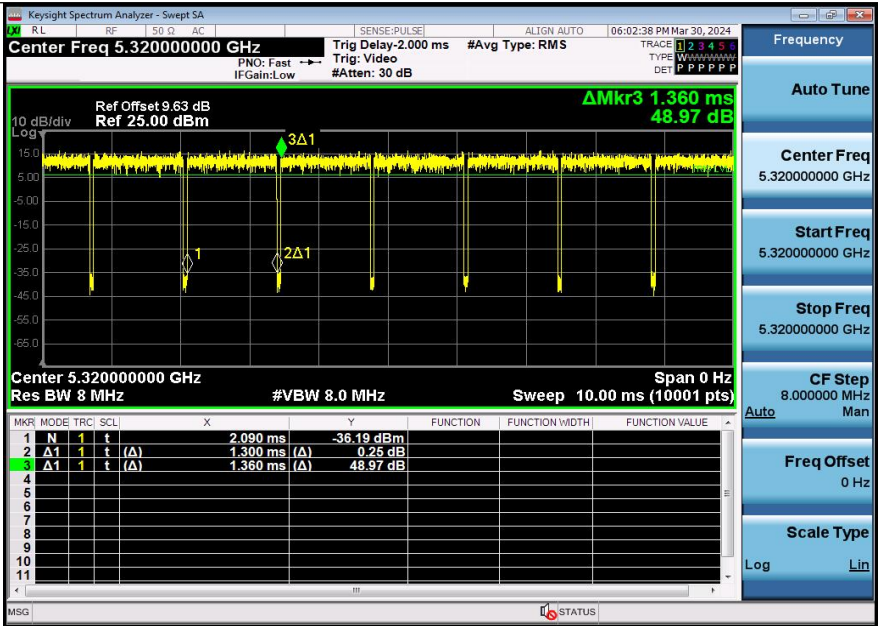 Keysight Spectrum Analyzer - Swept SA
LXI RL RF 50 Ω AC SENSE:PULSE ALIGN AUTO 06:02:38 PM Mar 30, 2024
Center Freq 5.320000000 GHz
PNO: Fast
IFGain:Low
Trig Delay-2.000 ms
Trig: Video
#Atten: 30 dB
#Avg Type: RMS
TRACE 1 2 3 4 5 6
TYPE WWWWWW
DET P P P P P P
ΔMkr3 1.360 ms
48.97 dB
Ref Offset 9.63 dB
10 dB/div Ref 25.00 dBm
Log
15.0
5.00
-5.00
-15.0
-25.0
-35.0
-45.0
-55.0
-65.0
3Δ1
1
2Δ1
Center 5.320000000 GHz Span 0 Hz
Res BW 8 MHz #VBW 8.0 MHz Sweep 10.00 ms (10001 pts)
MKR MODE TRC SCL X Y FUNCTION FUNCTION WIDTH FUNCTION VALUE
1 N 1 t 2.090 ms -36.19 dBm
2 Δ1 1 t (Δ) 1.300 ms (Δ) 0.25 dB
3 Δ1 1 t (Δ) 1.360 ms (Δ) 48.97 dB
4
5
6
7
8
9
10
11
MSG STATUS
Frequency
Auto Tune
Center Freq
5.320000000 GHz
Start Freq
5.320000000 GHz
Stop Freq
5.320000000 GHz
CF Step
8.000000 MHz
Auto Man
Freq Offset
0 Hz
Scale Type
Log Lin